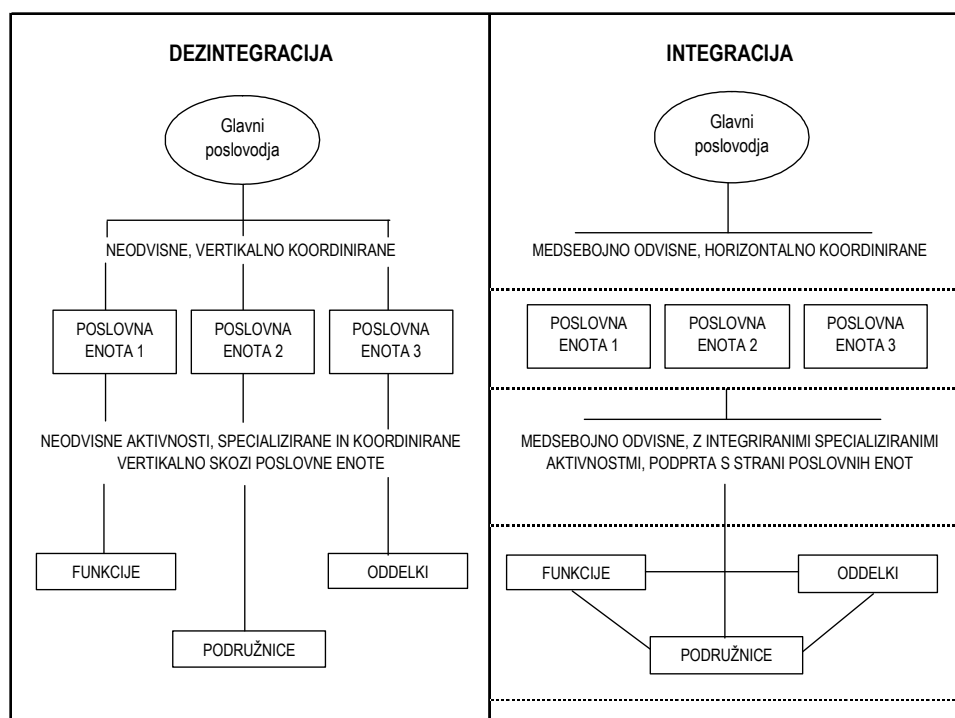 DEZINTEGRACIJA
Glavni
poslovodja
NEODVISNE, VERTIKALNO KOORDINIRANE
POSLOVNA
ENOTA 1
POSLOVNA
ENOTA 2
POSLOVNA
ENOTA 3
NEODVISNE AKTIVNOSTI, SPECIALIZIRANE IN KOORDINIRANE
VERTIKALNO SKOZI POSLOVNE ENOTE
FUNKCIJE
ODDELKI
PODRUŽNICE
INTEGRACIJA
Glavni
poslovodja
MEDSEBOJNO ODVISNE, HORIZONTALNO KOORDINIRANE
POSLOVNA
ENOTA 1
POSLOVNA
ENOTA 2
POSLOVNA
ENOTA 3
MEDSEBOJNO ODVISNE, Z INTEGRIRANIMI SPECIALIZIRANIMI
AKTIVNOSTMI, PODPRTA S STRANI POSLOVNIH ENOT
FUNKCIJE
ODDELKI
PODRUŽNICE